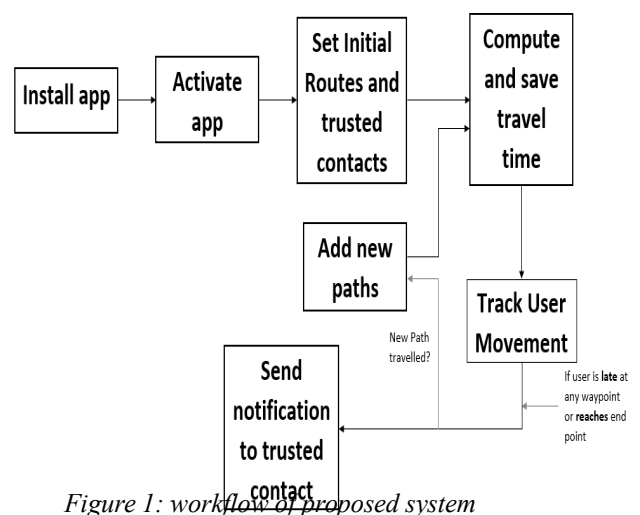 Install app
Activate
app
Set Initial
Routes and
trusted
contacts
Compute
and save
travel
time
Add new
paths
Track User
Movement
New Path
travelled?
If user is late at
any waypoint
or reaches end
point
Send
notification
to trusted
contact
Figure 1: workflow of proposed system